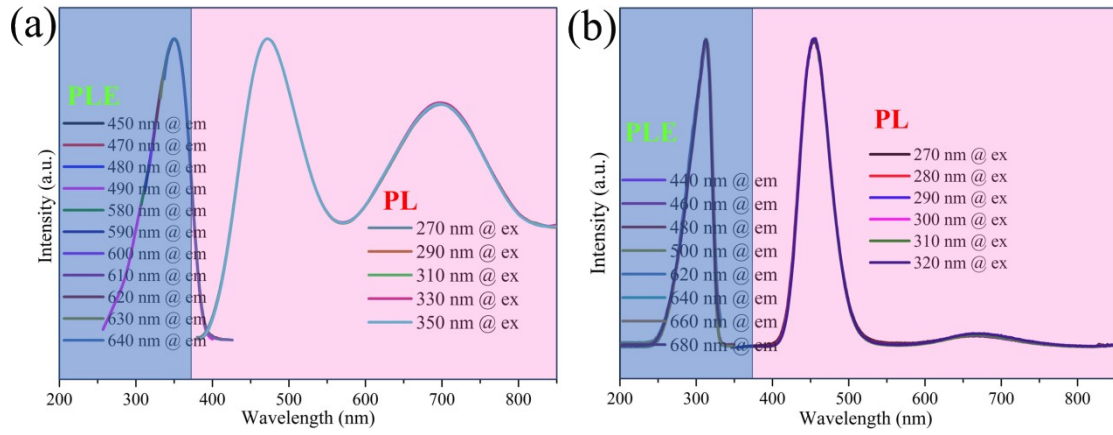 (a)
PLE
450 nm @ em
470 nm @ em
480 nm @ em
490 nm @ em
580 nm @ em
590 nm @ em
600 nm @ em
610 nm @ em
620 nm @ em
630 nm @ em
640 nm @ em
PL
270 nm @ ex
290 nm @ ex
310 nm @ ex
330 nm @ ex
350 nm @ ex
Intensity (a.u.)
200 300 400 500 600 700 800
Wavelength (nm)
(b)
PLE
440 nm @ em
460 nm @ em
480 nm @ em
500 nm @ em
620 nm @ em
640 nm @ em
660 nm @ em
680 nm @ em
PL
270 nm @ ex
280 nm @ ex
290 nm @ ex
300 nm @ ex
310 nm @ ex
320 nm @ ex
Intensity (a.u.)
200 300 400 500 600 700 800
Wavelength (nm)